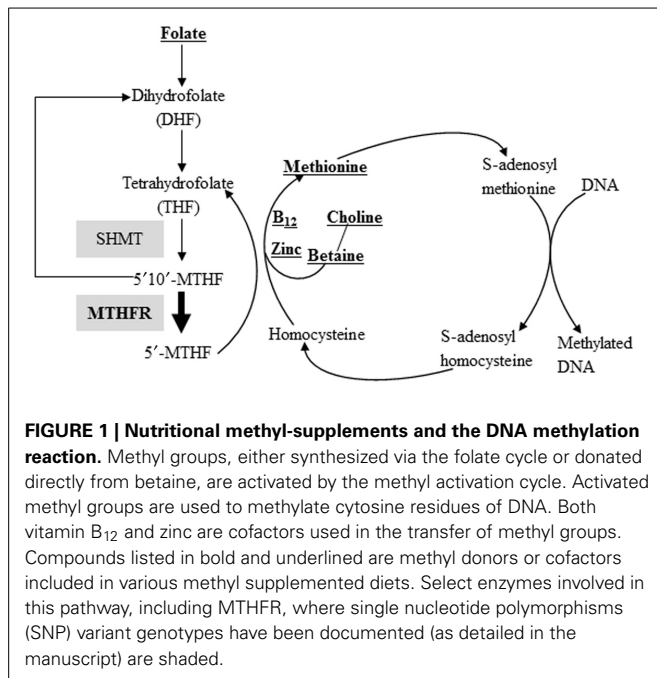 Folate
Dihydrofolate
(DHF)
Tetrahydrofolate
(THF)
SHMT
5'10'-MTHF
MTHFR
5'-MTHF
Methionine
B12
Choline
Zinc
Betaine
Homocysteine
S-adenosyl
methionine
DNA
S-adenosyl
homocysteine
Methylated
DNA
FIGURE 1 | Nutritional methyl-supplements and the DNA methylation
reaction. Methyl groups, either synthesized via the folate cycle or donated
directly from betaine, are activated by the methyl activation cycle. Activated
methyl groups are used to methylate cytosine residues of DNA. Both
vitamin B12 and zinc are cofactors used in the transfer of methyl groups.
Compounds listed in bold and underlined are methyl donors or cofactors
included in various methyl supplemented diets. Select enzymes involved in
this pathway, including MTHFR, where single nucleotide polymorphisms
(SNP) variant genotypes have been documented (as detailed in the
manuscript) are shaded.